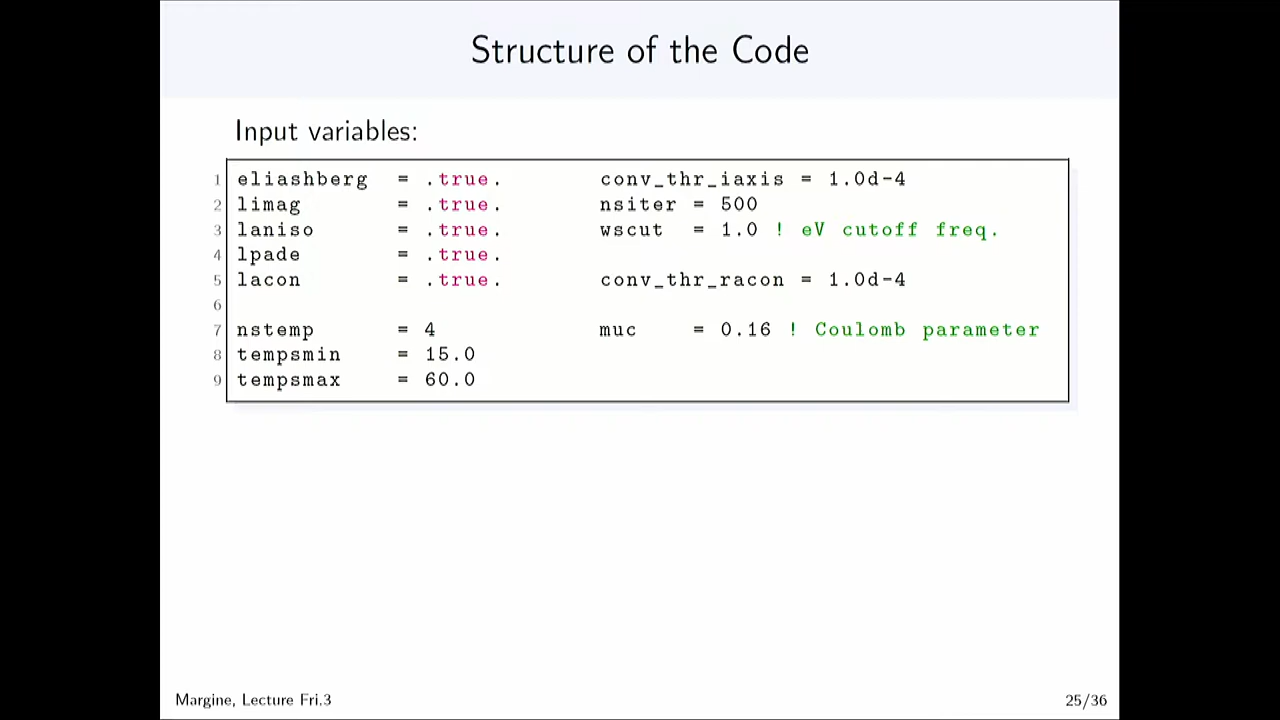 Structure of the Code
Input variables:
1 eliashberg = .true. conv_thr_iaxis = 1.0d-4
2 limag = .true. nsiter = 500
3 laniso = .true. wscut = 1.0 ! eV cutoff freq.
4 lpade = .true.
5 lacon = .true. conv_thr_racon = 1.0d-4
6
7 nstemp = 4 muc = 0.16 ! Coulomb parameter
8 tempsmin = 15.0
9 tempsmax = 60.0
Margine, Lecture Fri.3 25/36